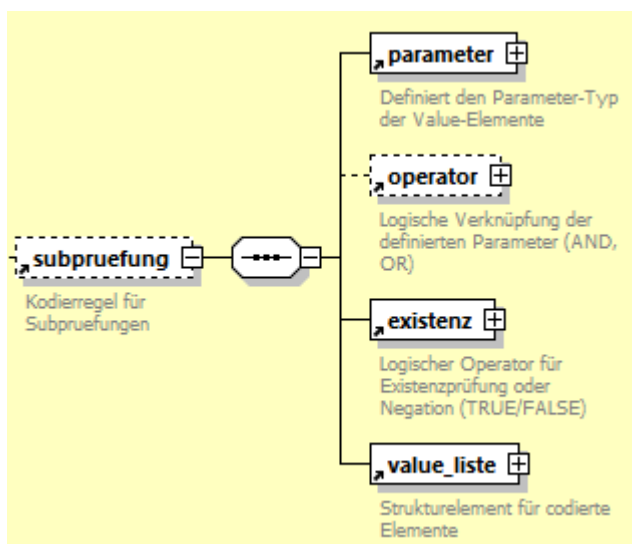 parameter
Definiert den Parameter-Typ
der Value-Elemente
operator
Logische Verknüpfung der
definierten Parameter (AND,
OR)
subpruefung
Kodierregel für
Subpruefungen
existenz
Logischer Operator für
Existenzprüfung oder
Negation (TRUE/FALSE)
value_liste
Strukturelement für codierte
Elemente